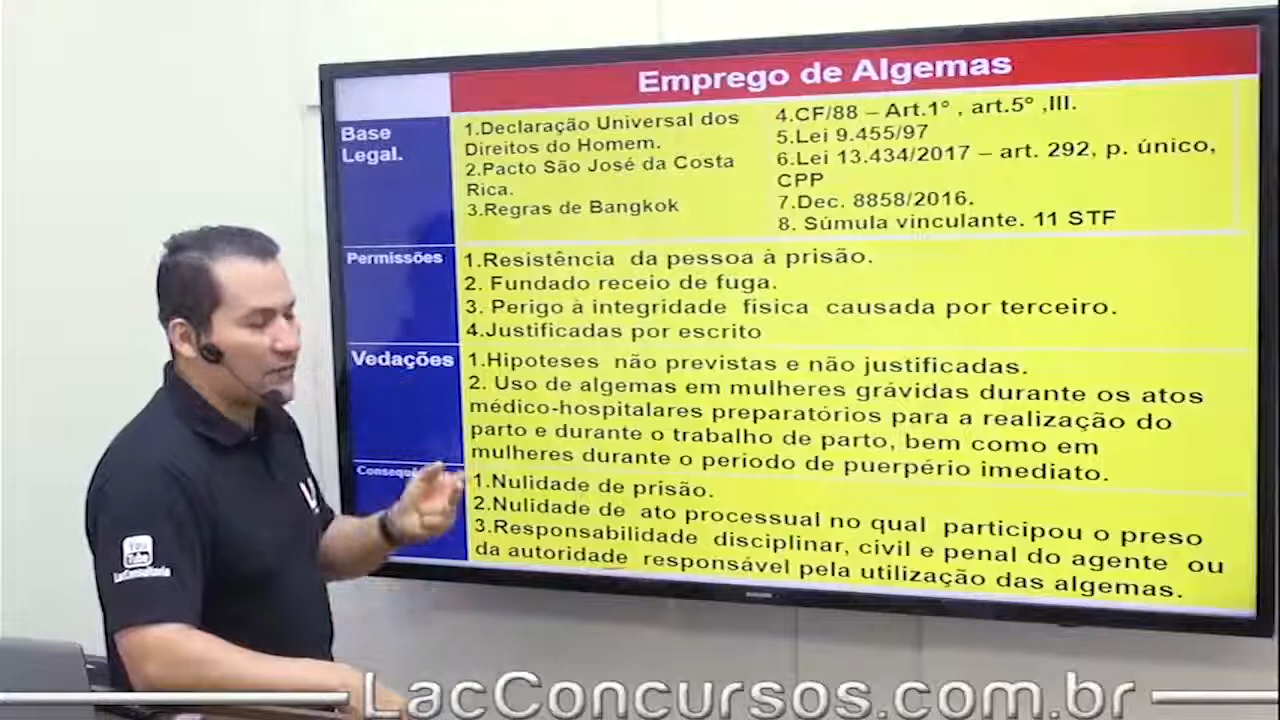 Emprego de Algemas
Base
Legal.
1.Declaração Universal dos
Direitos do Homem.
2.Pacto São José da Costa
Rica.
3.Regras de Bangkok
4.CF/88 – Art.1º , art.5º ,III.
5.Lei 9.455/97
6.Lei 13.434/2017 – art. 292, p. único,
CPP
7.Dec. 8858/2016.
8. Súmula vinculante. 11 STF
Permissões
1.Resistência da pessoa à prisão.
2. Fundado receio de fuga.
3. Perigo à integridade física causada por terceiro.
4.Justificadas por escrito
Vedações
1.Hipoteses não previstas e não justificadas.
2. Uso de algemas em mulheres grávidas durante os atos
médico-hospitalares preparatórios para a realização do
parto e durante o trabalho de parto, bem como em
mulheres durante o período de puerpério imediato.
1.Nulidade de prisão.
2.Nulidade de ato processual no qual participou o preso
3.Responsabilidade disciplinar, civil e penal do agente ou
da autoridade responsável pela utilização das algemas.
You
Tube
LacConcursos.com.br